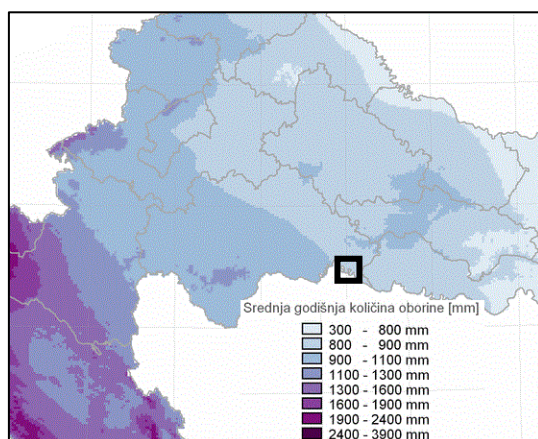 Srednja godišnja količina oborine [mm]
300 - 800 mm
800 - 900 mm
900 - 1100 mm
1100 - 1300 mm
1300 - 1600 mm
1600 - 1900 mm
1900 - 2400 mm
2400 - 3900 mm